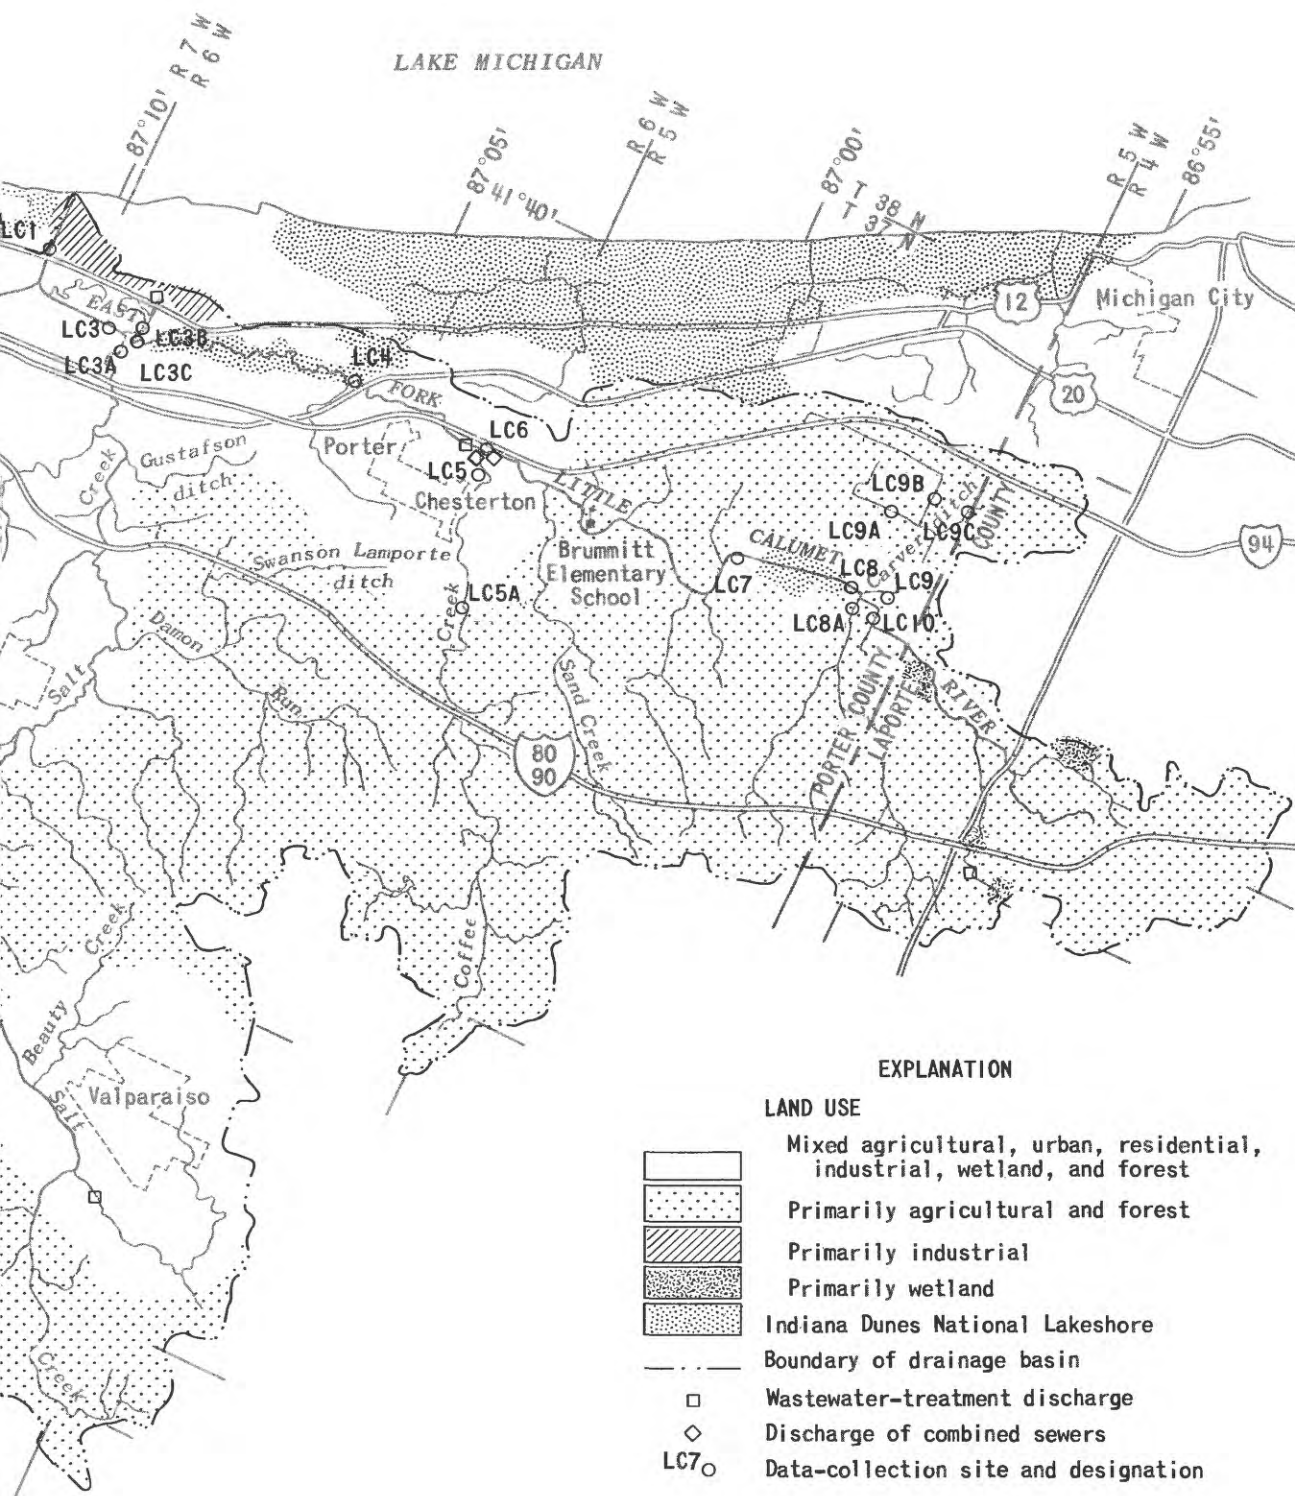 LAKE MICHIGAN
87°10'
R 7 W
R 6 W
87°05'
41°40'
R 6 W
R 5 W
87°00'
T 38 N
T 37 N
R 5 W
R 4 W
86°55'
LC1
EAST
LC3
LC3B
LC3A
LC3C
LC4
FORK
12
Michigan City
20
Porter
LC6
LC5
Chesterton
LITTLE
Gustafson
ditch
Creek
Swanson Lamporte
ditch
LC5A
Creek
Brummitt
Elementary
School
LC7
CALUMET
LC9B
LC9A
LC9C
Carver ditch
COUNTY
94
LC8
LC9
LC8A
LC10
Damon
Run
Salt
Sand Creek
RIVER
PORTER COUNTY
LAPORTE
80
90
Coffee
Creek
Beauty
Valparaiso
Salt
Creek
EXPLANATION
LAND USE
Mixed agricultural, urban, residential,
industrial, wetland, and forest
Primarily agricultural and forest
Primarily industrial
Primarily wetland
Indiana Dunes National Lakeshore
Boundary of drainage basin
Wastewater-treatment discharge
Discharge of combined sewers
LC7 Data-collection site and designation